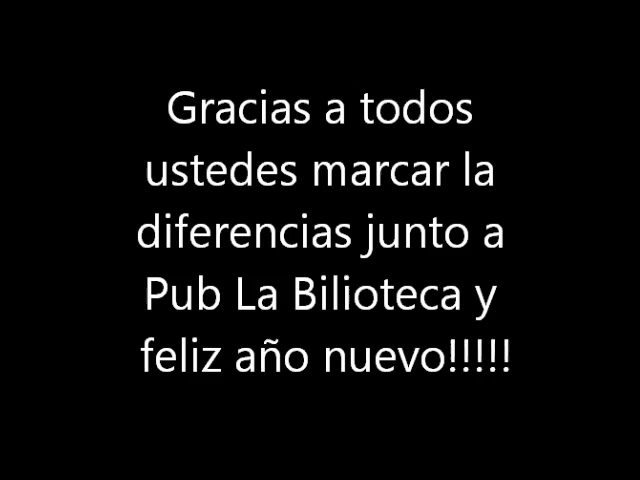 Gracias a todos
ustedes marcar la
diferencias junto a
Pub La Bilioteca y
feliz año nuevo!!!!!